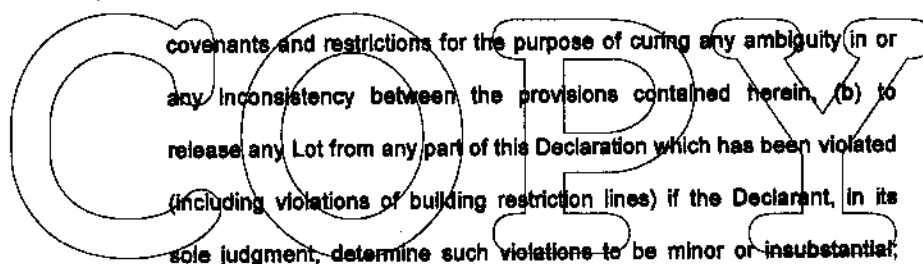 COPY
covenants and restrictions for the purpose of curing any ambiguity in or
any inconsistency between the provisions contained herein, (b) to
release any Lot from any part of this Declaration which has been violated
(including violations of building restriction lines) if the Declarant, in its
sole judgment, determine such violations to be minor or insubstantial;